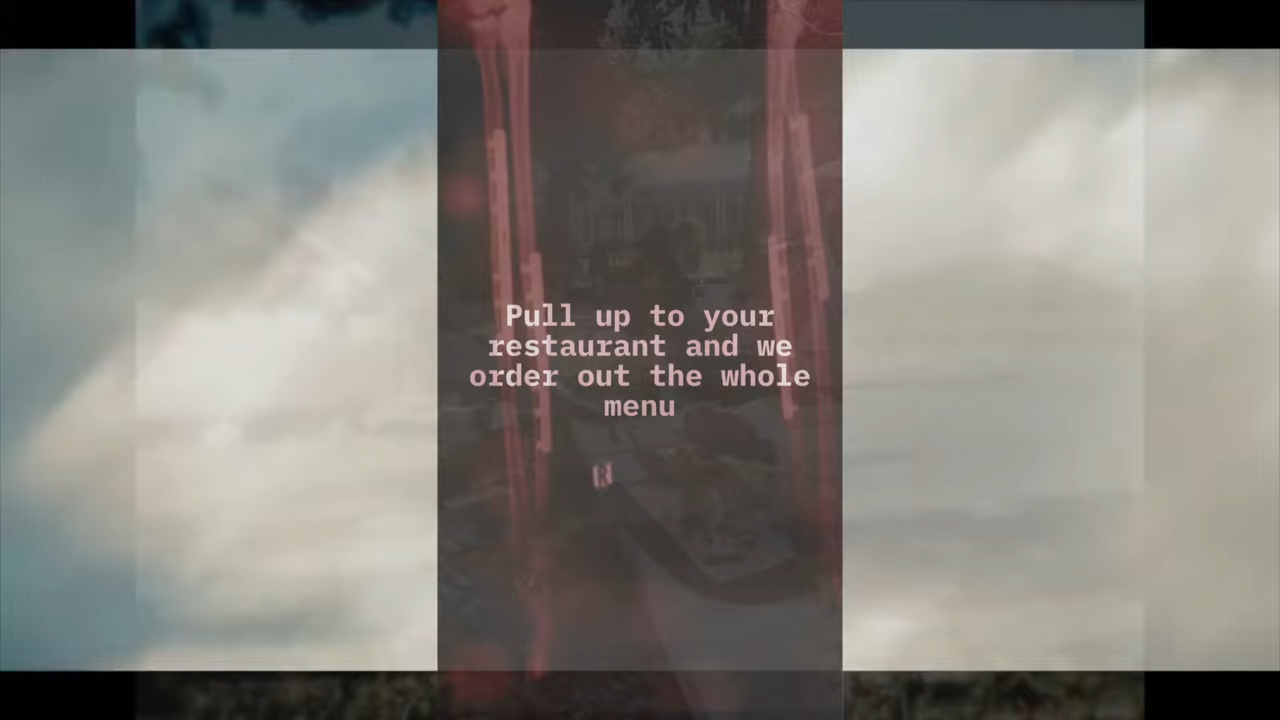 Pull up to your
restaurant and we
order out the whole
menu